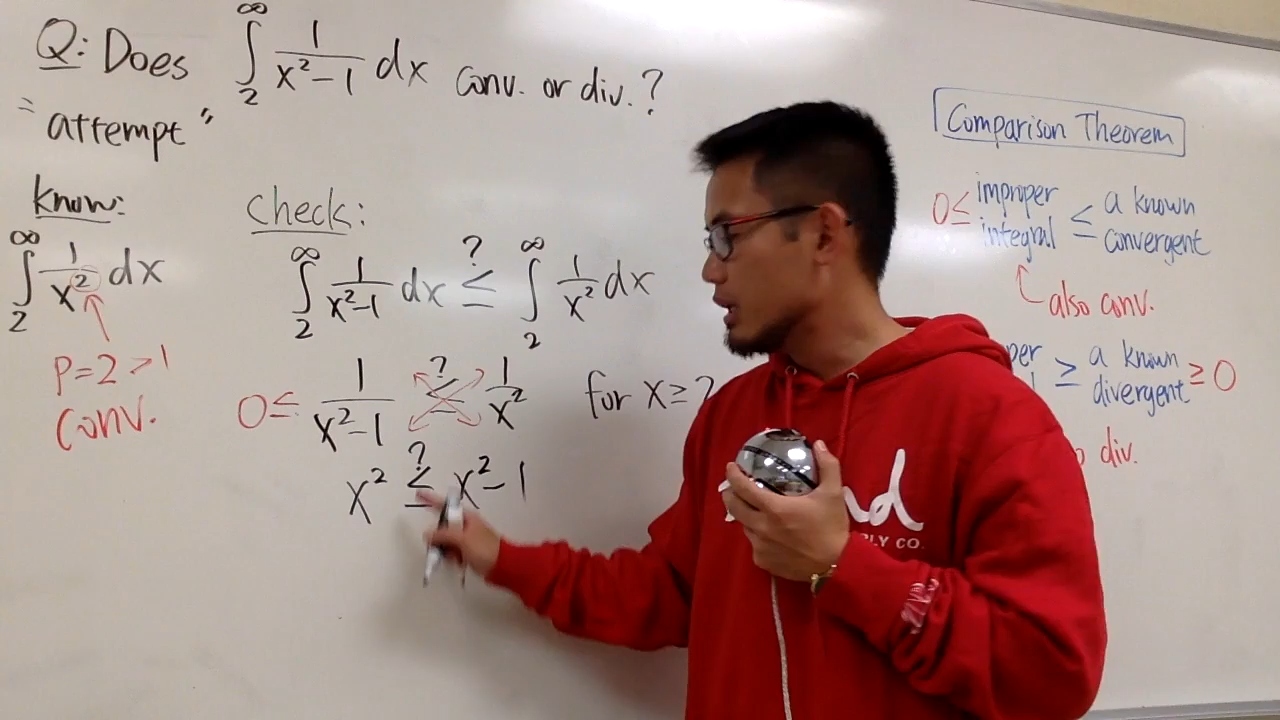 Q: Does ∫₂^∞ 1/(x²-1) dx conv. or div.?
"attempt"
know:
∫₂^∞ 1/x² dx
P=2>1
conv.
check:
∫₂^∞ 1/(x²-1) dx ≤? ∫₂^∞ 1/x² dx
0≤ 1/(x²-1) ≤? 1/x² for x≥2
x² ≤? x²-1
Comparison Theorem
0≤ improper integral ≤ a known convergent
also conv.
≥ a known divergent ≥0
div.